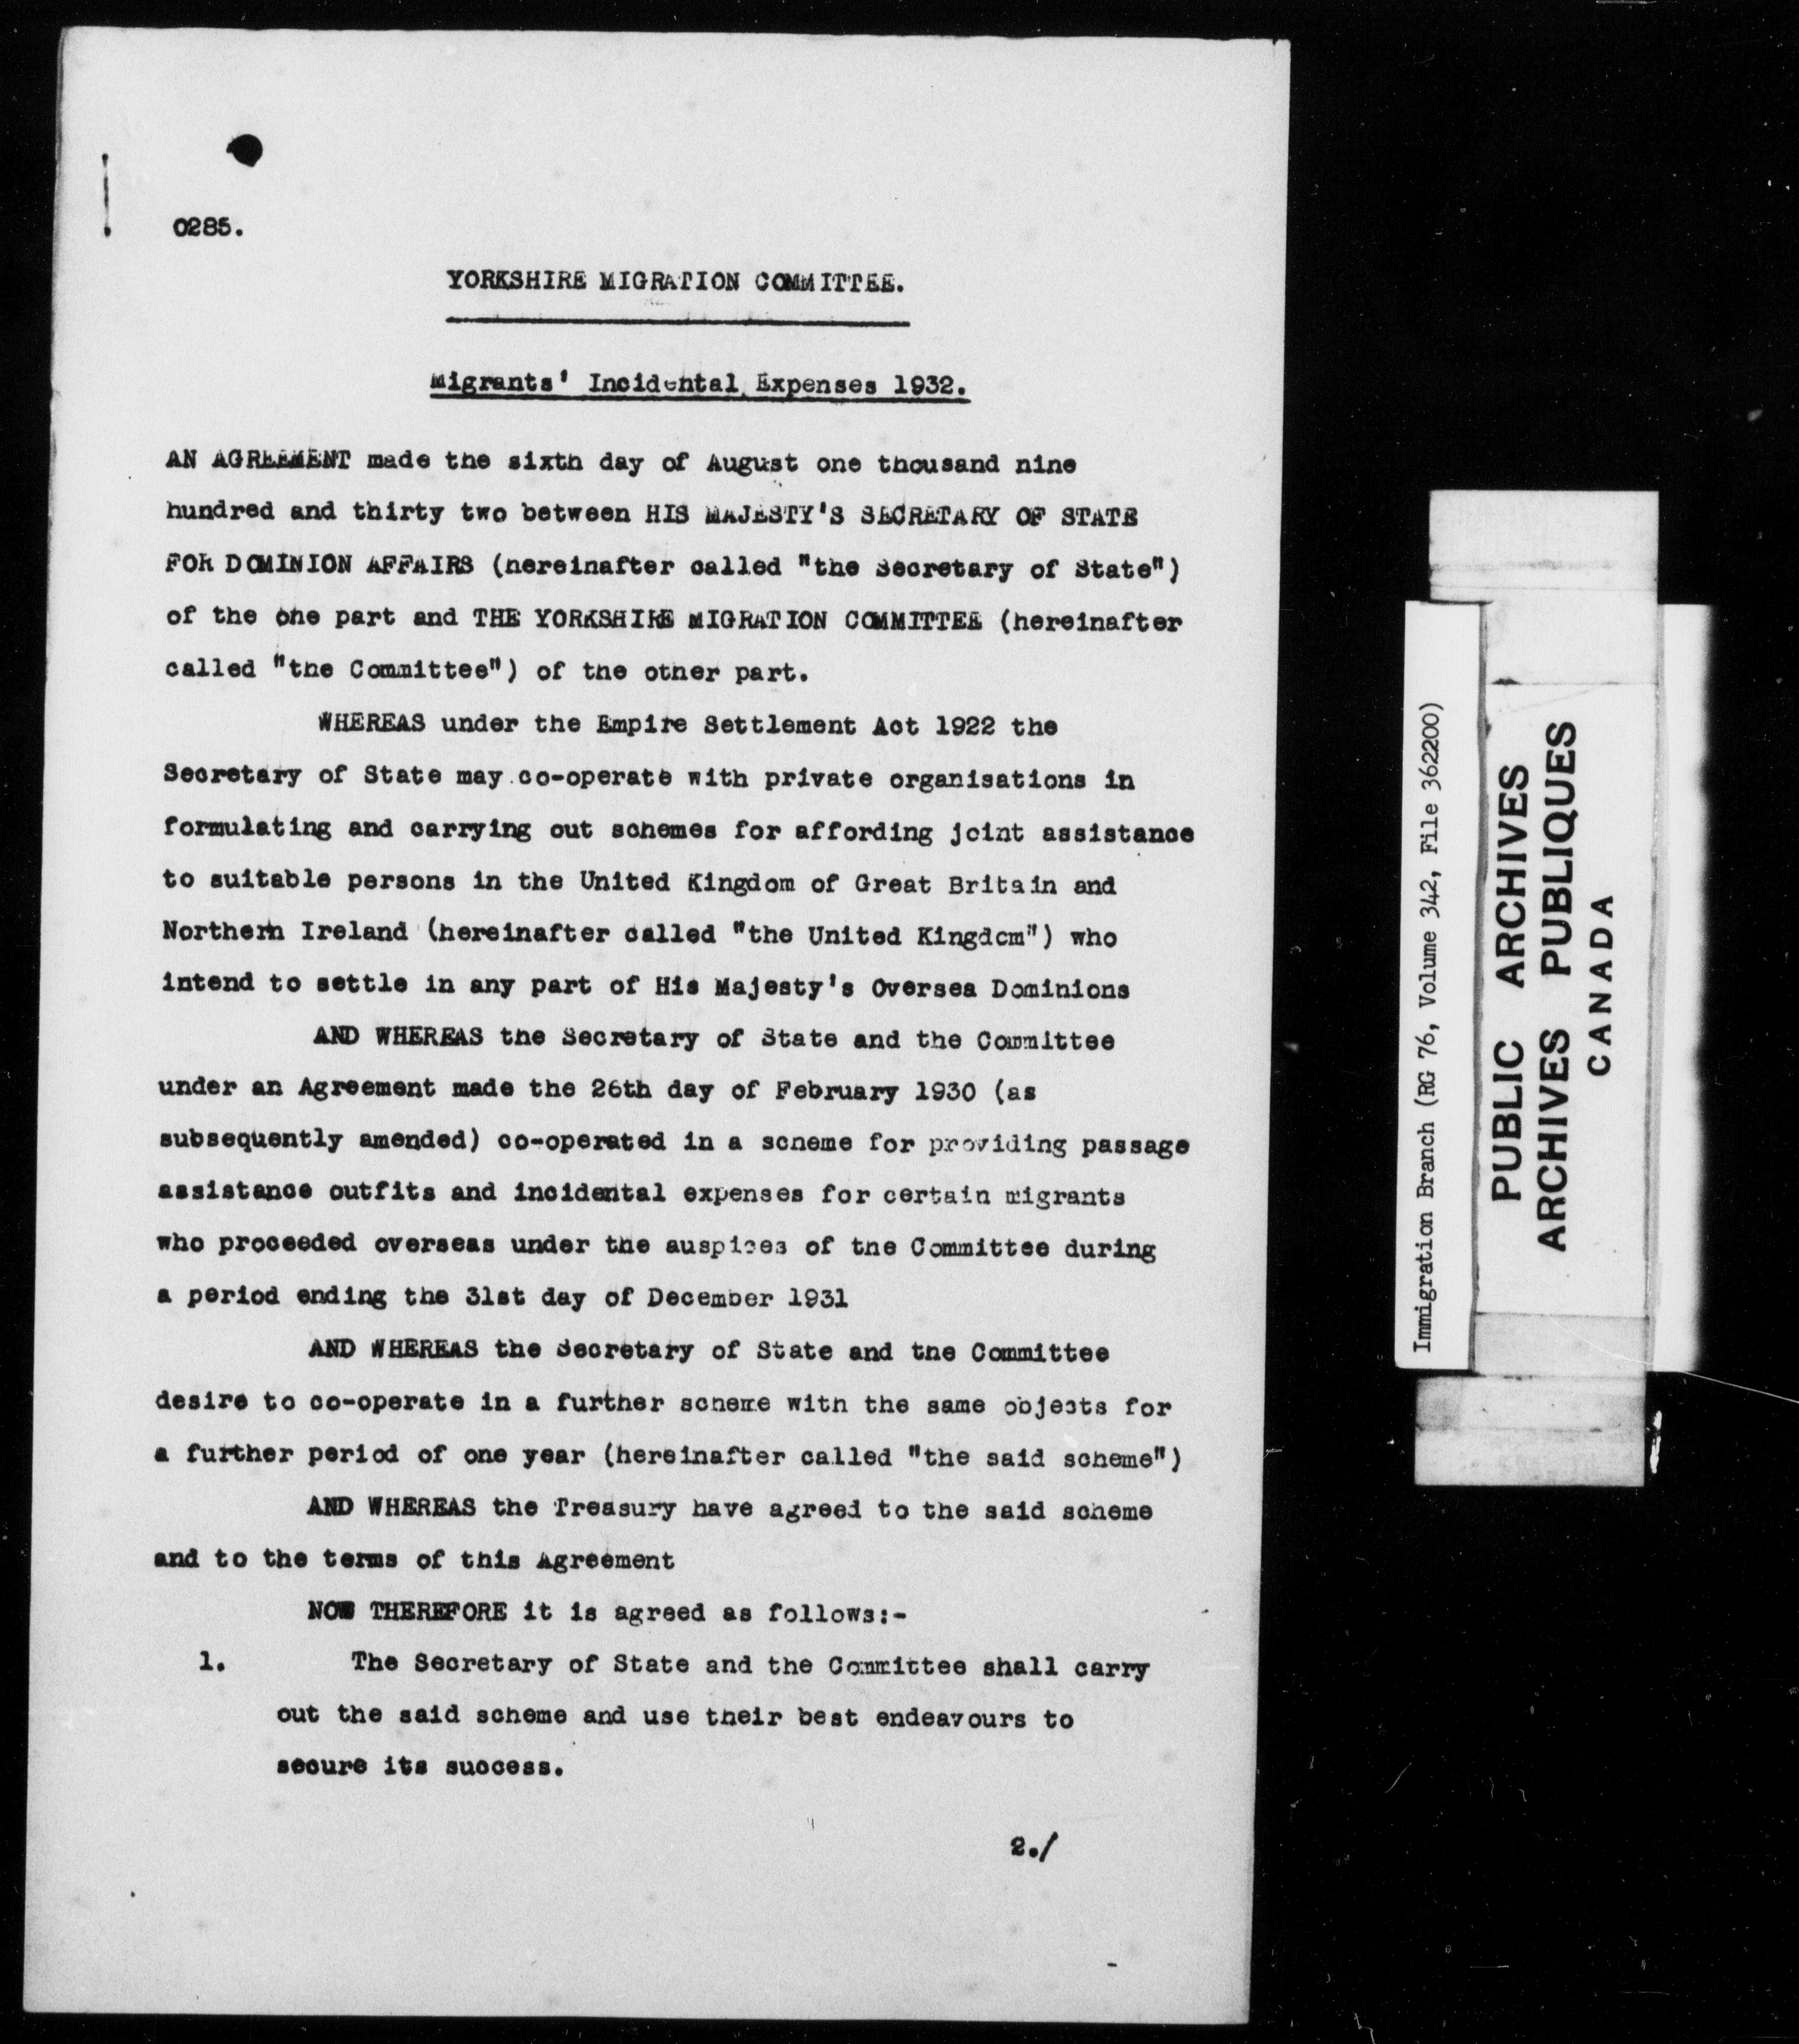 0285.
YORKSHIRE MIGRATION COMMITTEE.
Migrants' Incidental Expenses 1932.
AN AGREEMENT made the sixth day of August one thousand nine
hundred and thirty two between HIS MAJESTY'S SECRETARY OF STATE
FOR DOMINION AFFAIRS (hereinafter called "the Secretary of State")
of the one part and THE YORKSHIRE MIGRATION COMMITTEE (hereinafter
called "the Committee") of the other part.
WHEREAS under the Empire Settlement Act 1922 the
Secretary of State may co-operate with private organisations in
formulating and carrying out schemes for affording joint assistance
to suitable persons in the United Kingdom of Great Britain and
Northern Ireland (hereinafter called "the United Kingdom") who
intend to settle in any part of His Majesty's Oversea Dominions
AND WHEREAS the Secretary of State and the Committee
under an Agreement made the 26th day of February 1930 (as
subsequently amended) co-operated in a scheme for providing passage
assistance outfits and incidental expenses for certain migrants
who proceeded overseas under the auspices of the Committee during
a period ending the 31st day of December 1931
AND WHEREAS the Secretary of State and the Committee
desire to co-operate in a further scheme with the same objects for
a further period of one year (hereinafter called "the said scheme")
AND WHEREAS the Treasury have agreed to the said scheme
and to the terms of this Agreement
NOW THEREFORE it is agreed as follows:-
1. The Secretary of State and the Committee shall carry
out the said scheme and use their best endeavours to
secure its success.
2./
Immigration Branch (RG 76, Volume 342, File 362200)
PUBLIC ARCHIVES
ARCHIVES PUBLIQUES
CANADA